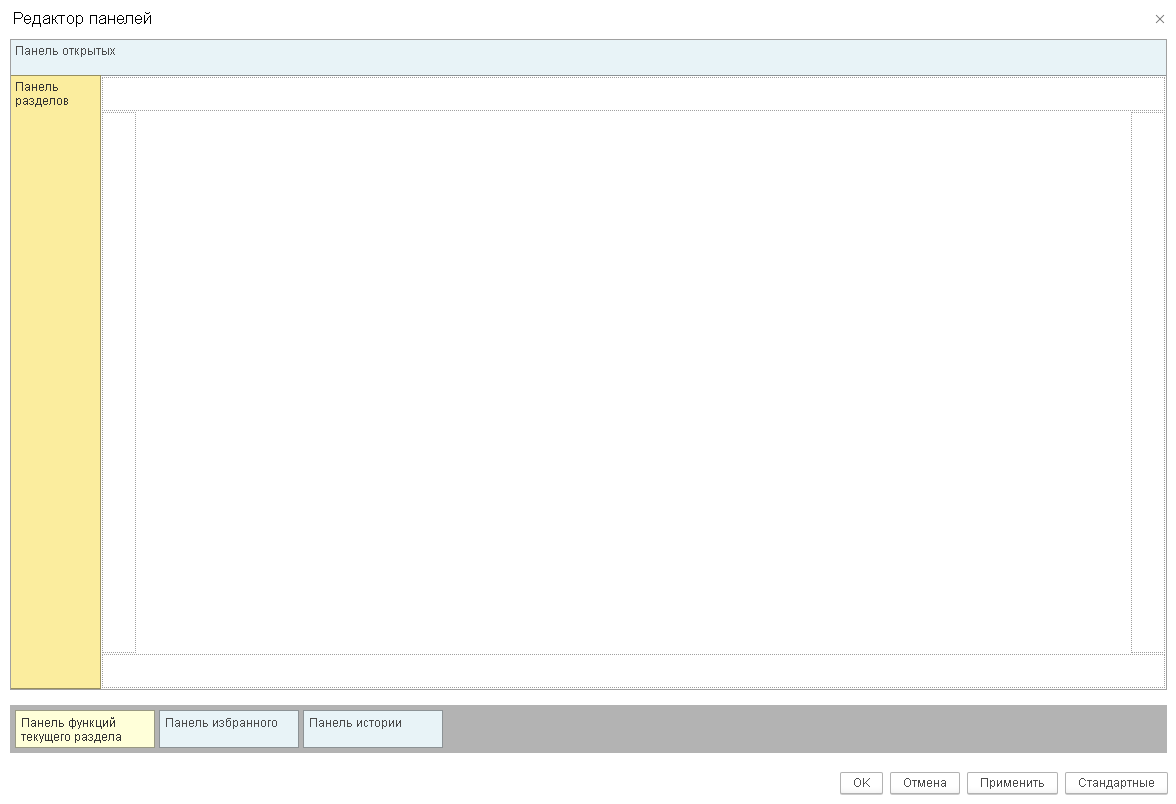 Редактор панелей
Панель открытых
Панель
разделов
Панель функций
текущего раздела
Панель избранного
Панель истории
OK
Отмена
Применить
Стандартные